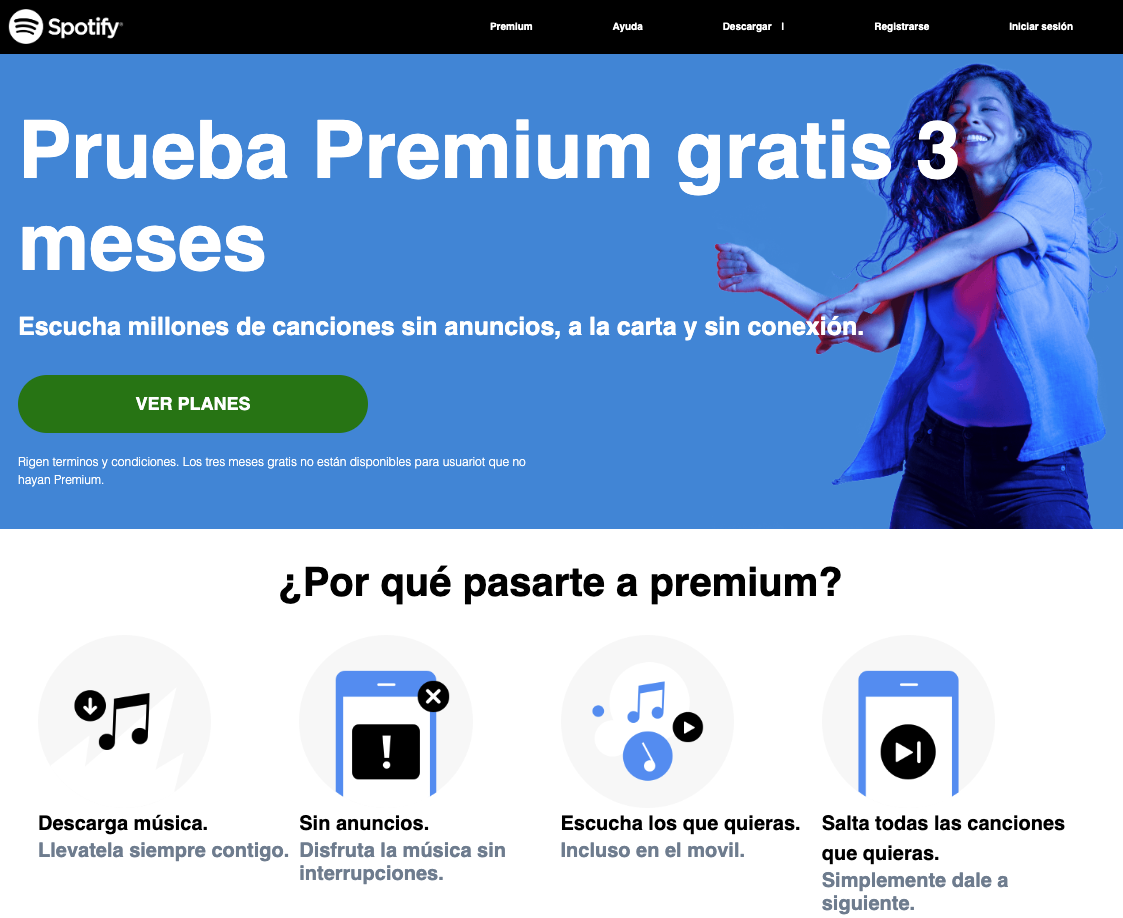 Spotify
Premium Ayuda Descargar | Registrarse Iniciar sesión
Prueba Premium gratis 3
meses
Escucha millones de canciones sin anuncios, a la carta y sin conexión.
VER PLANES
Rigen terminos y condiciones. Los tres meses gratis no están disponibles para usuariot que no
hayan Premium.
¿Por qué pasarte a premium?
Descarga música.
Llevatela siempre contigo.
Sin anuncios.
Disfruta la música sin
interrupciones.
Escucha los que quieras.
Incluso en el movil.
Salta todas las canciones
que quieras.
Simplemente dale a
siguiente.